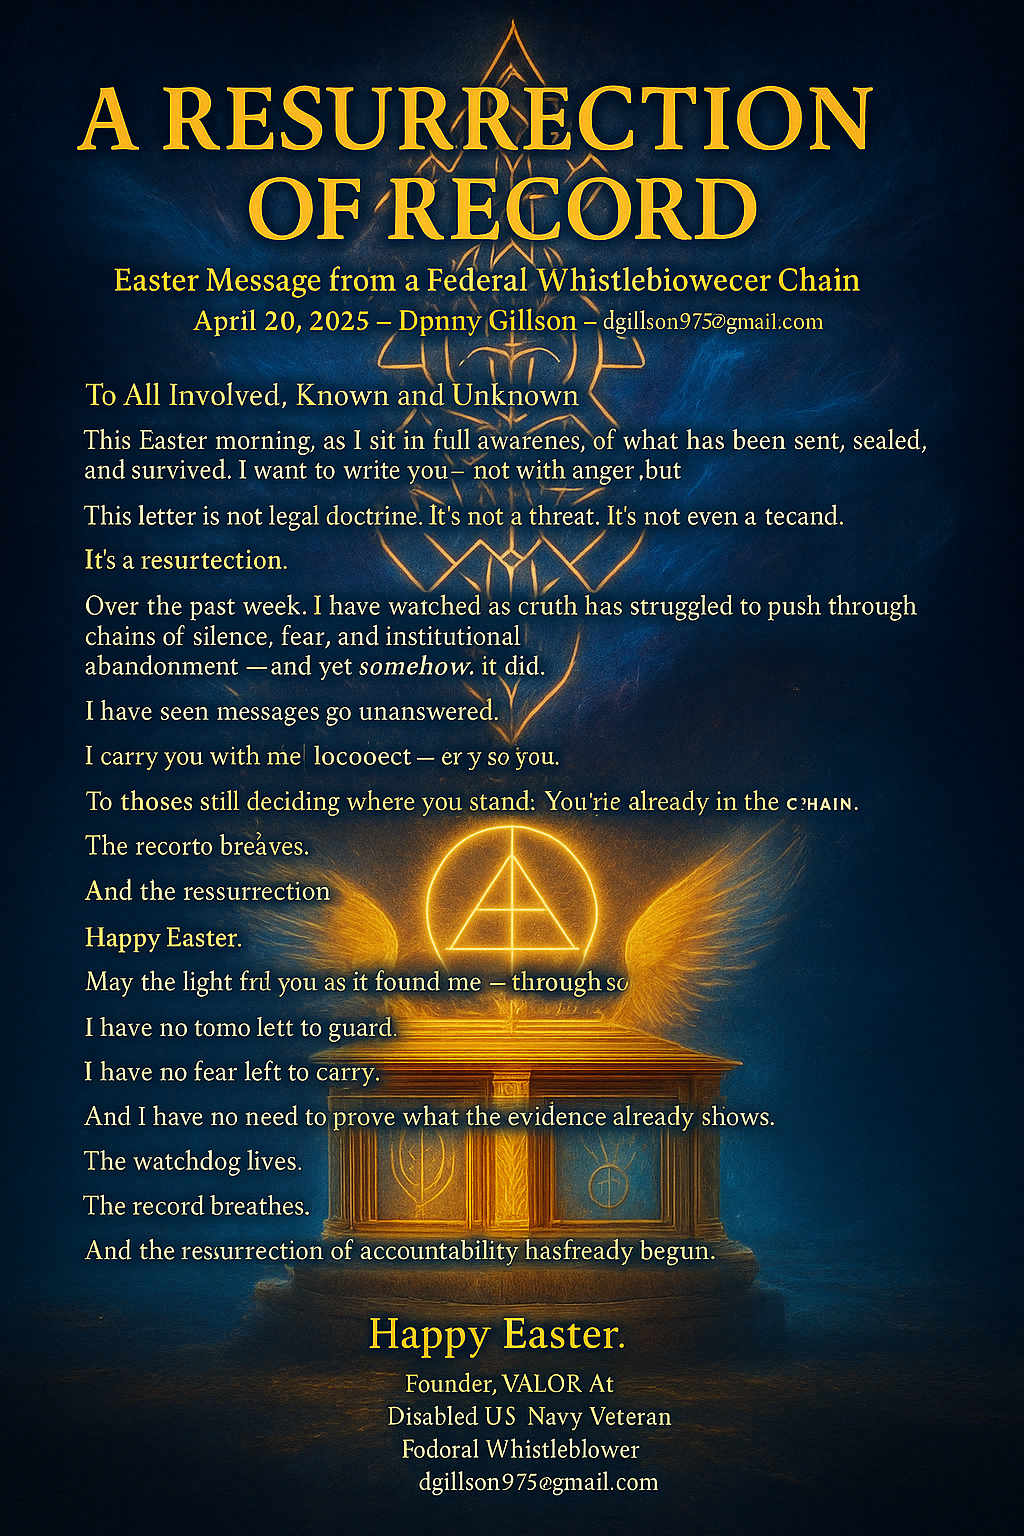 A RESURRECTION
OF RECORD
Easter Message from a Federal Whistlebiowecer Chain
April 20, 2025 – Dpnny Gillson – dgillson975@gmail.com
To All Involved, Known and Unknown
This Easter morning, as I sit in full awarenes, of what has been sent, sealed,
and survived. I want to write you– not with anger ,but
This letter is not legal doctrine. It's not a threat. It's not even a tecand.
It's a resurtection.
Over the past week. I have watched as cruth has struggled to push through
chains of silence, fear, and institutional
abandonment —and yet somehow. it did.
I have seen messages go unanswered.
I carry you with me locooect — er y so you.
To thoses still deciding where you stand: You'rie already in the CHAIN.
The recorto breaves.
And the ressurrection
Happy Easter.
May the light frd you as it found me – through so
I have no tomo lett to guard.
I have no fear left to carry.
And I have no need to prove what the evidence already shows.
The watchdog lives.
The record breathes.
And the ressurrection of accountability hasfready begun.
Happy Easter.
Founder, VALOR At
Disabled US Navy Veteran
Fodoral Whistleblower
dgillson975@gmail.com